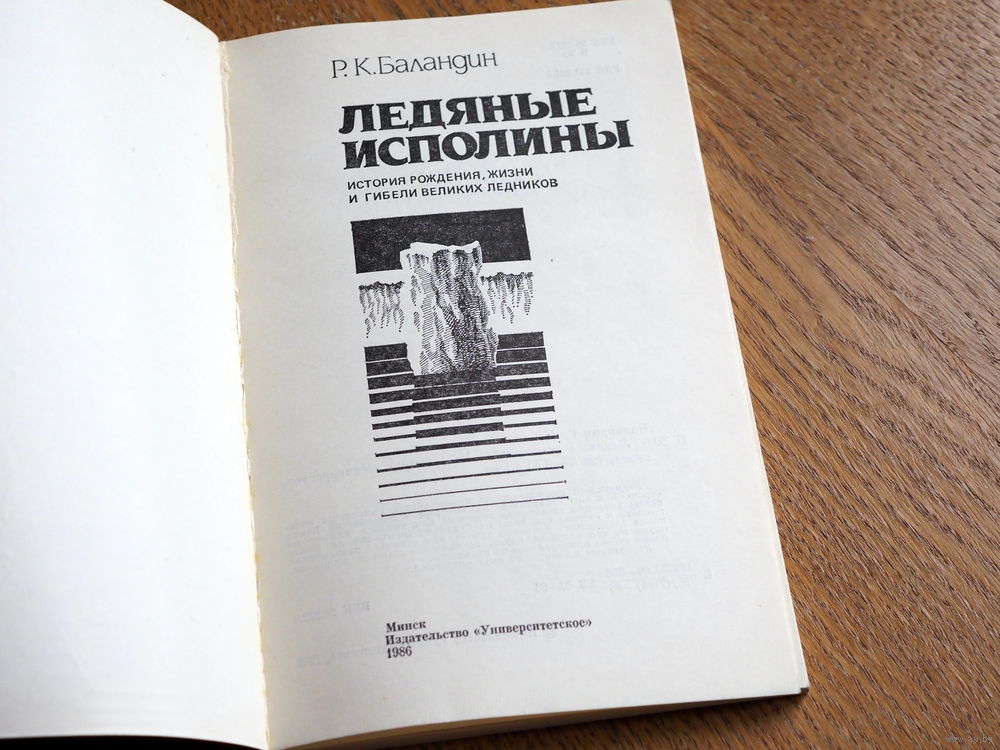 Р. К. Баландин
ЛЕДЯНЫЕ
ИСПОЛИНЫ
ИСТОРИЯ РОЖДЕНИЯ, ЖИЗНИ
И ГИБЕЛИ ВЕЛИКИХ ЛЕДНИКОВ
Минск
Издательство «Университетское»
1986